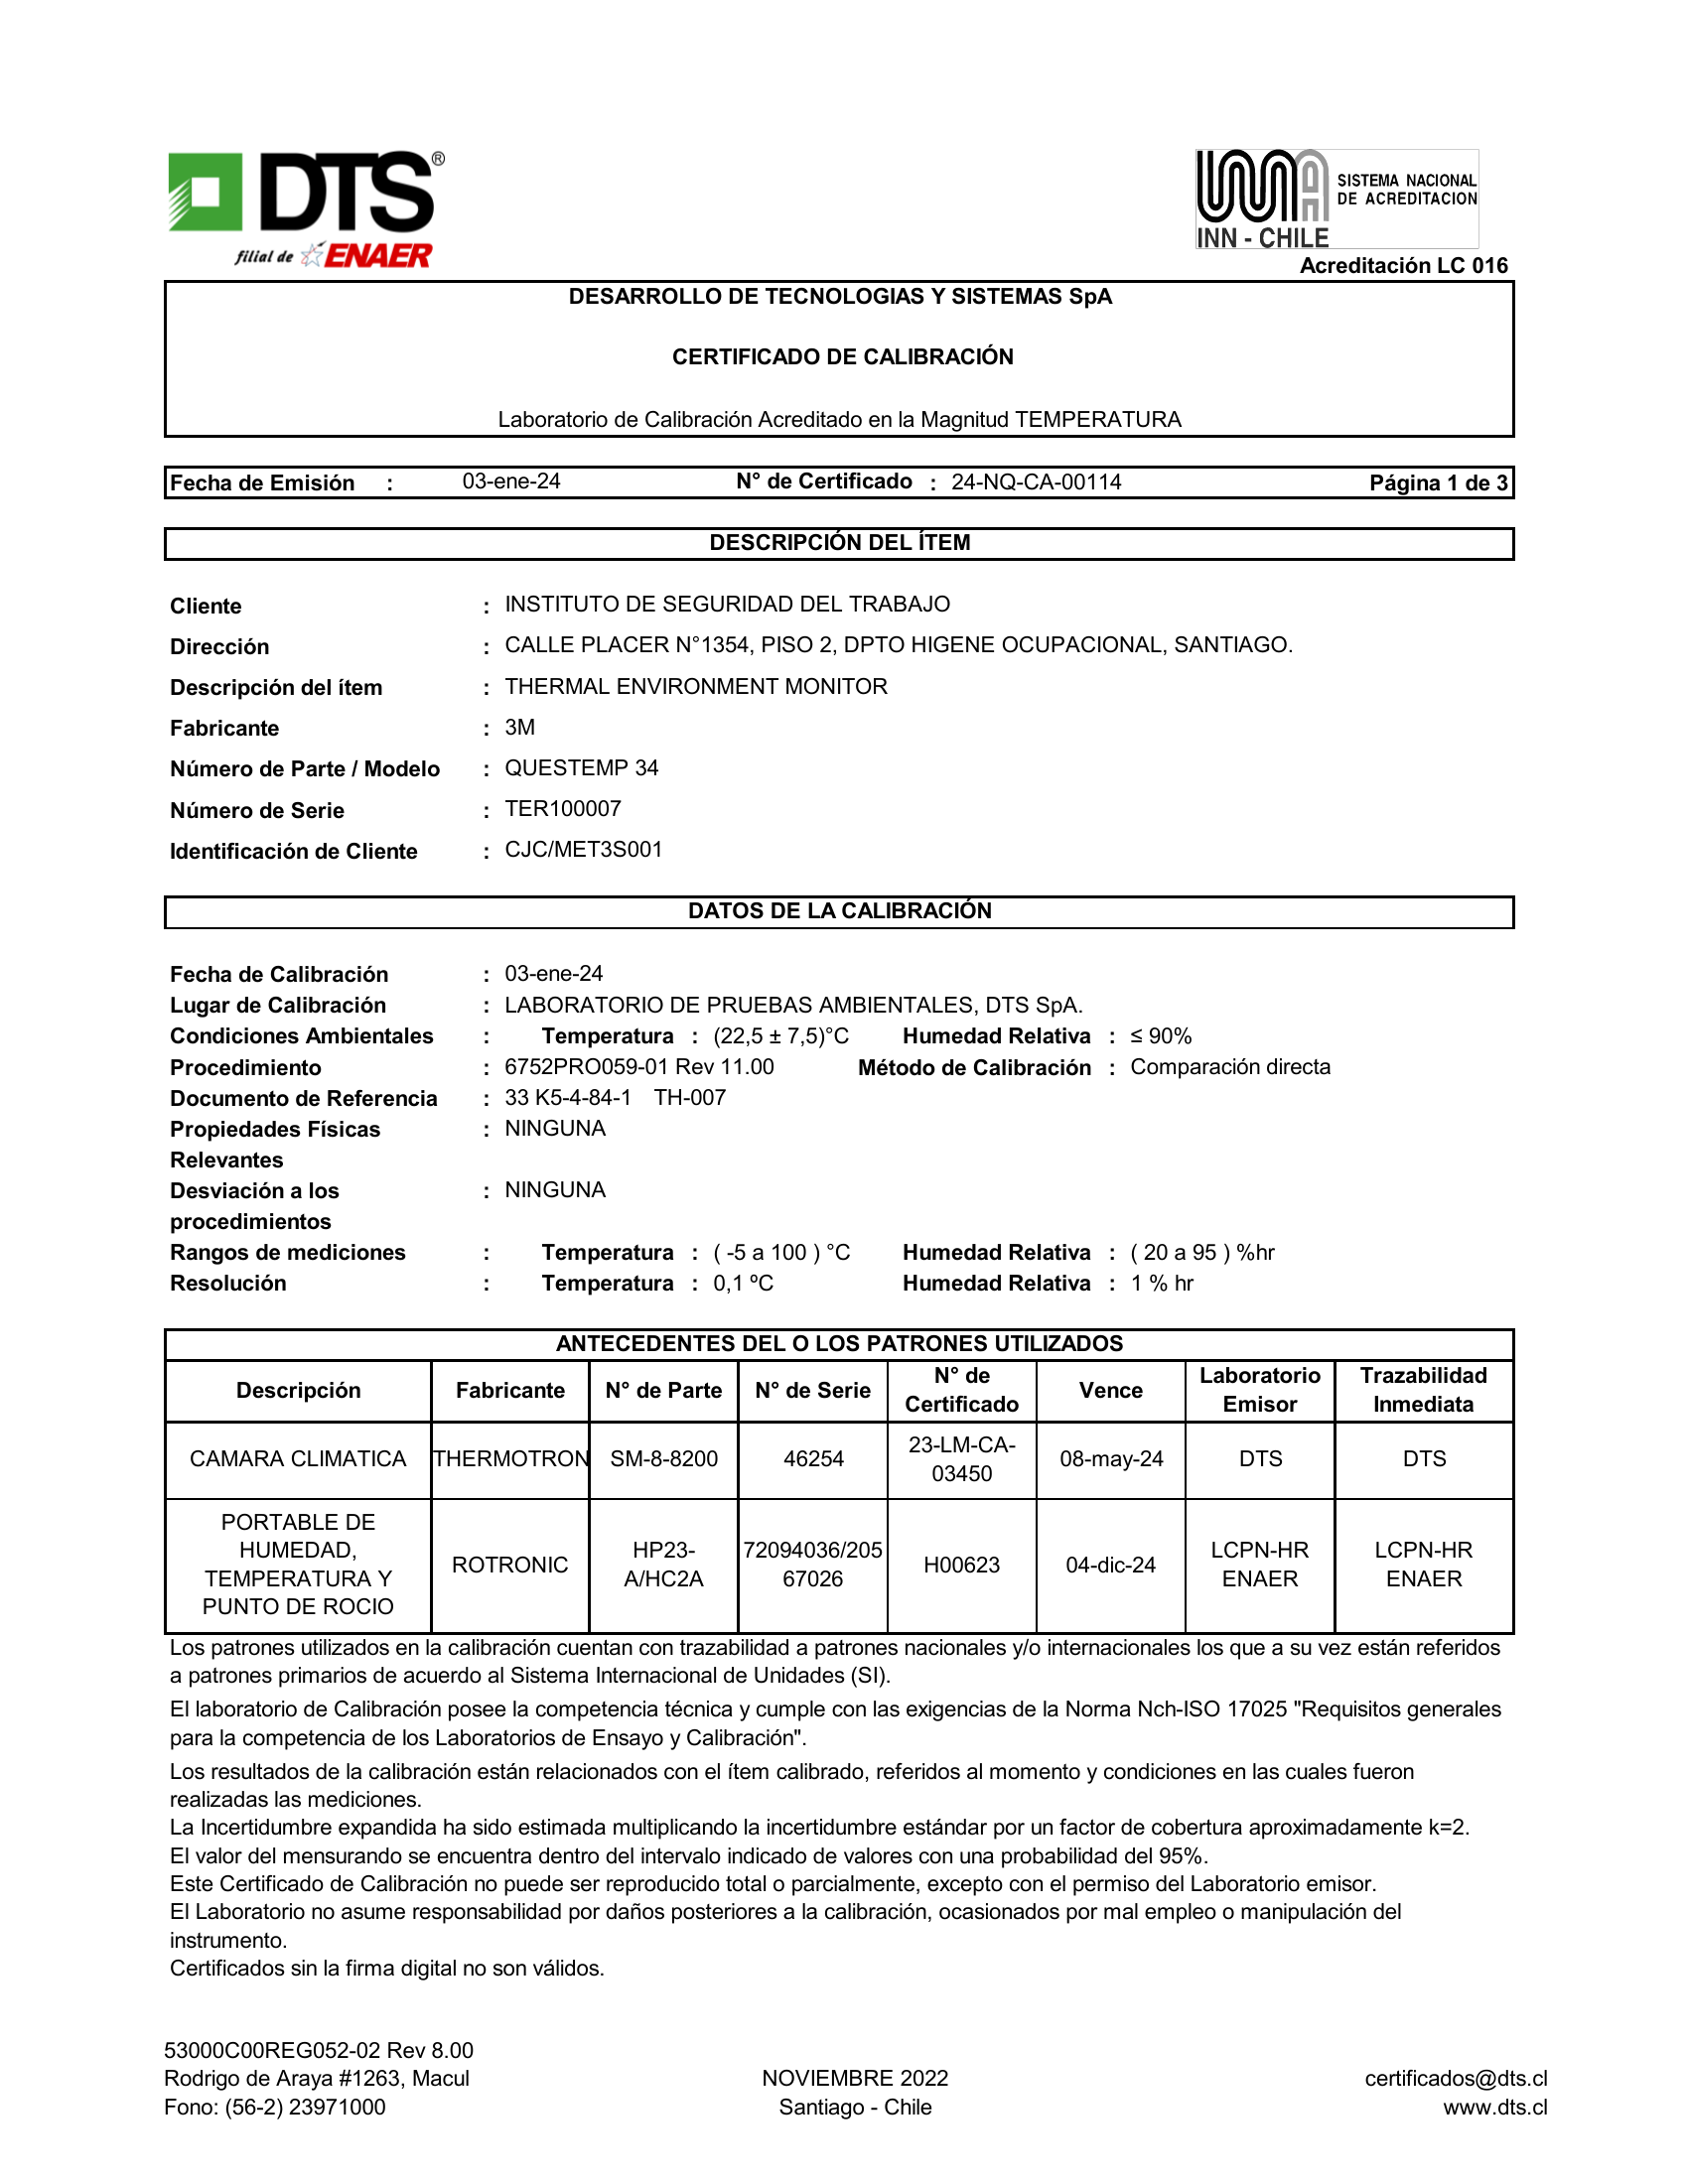 DTS®
filial de ENAER
SISTEMA NACIONAL
DE ACREDITACION
INN - CHILE
Acreditación LC 016
DESARROLLO DE TECNOLOGIAS Y SISTEMAS SpA
CERTIFICADO DE CALIBRACIÓN
Laboratorio de Calibración Acreditado en la Magnitud TEMPERATURA
Fecha de Emisión : 03-ene-24 N° de Certificado : 24-NQ-CA-00114 Página 1 de 3
DESCRIPCIÓN DEL ÍTEM
Cliente : INSTITUTO DE SEGURIDAD DEL TRABAJO
Dirección : CALLE PLACER N°1354, PISO 2, DPTO HIGENE OCUPACIONAL, SANTIAGO.
Descripción del ítem : THERMAL ENVIRONMENT MONITOR
Fabricante : 3M
Número de Parte / Modelo : QUESTEMP 34
Número de Serie : TER100007
Identificación de Cliente : CJC/MET3S001
DATOS DE LA CALIBRACIÓN
Fecha de Calibración : 03-ene-24
Lugar de Calibración : LABORATORIO DE PRUEBAS AMBIENTALES, DTS SpA.
Condiciones Ambientales : Temperatura : (22,5 ± 7,5)°C Humedad Relativa : ≤ 90%
Procedimiento : 6752PRO059-01 Rev 11.00 Método de Calibración : Comparación directa
Documento de Referencia : 33 K5-4-84-1 TH-007
Propiedades Físicas : NINGUNA
Relevantes
Desviación a los : NINGUNA
procedimientos
Rangos de mediciones : Temperatura : ( -5 a 100 ) °C Humedad Relativa : ( 20 a 95 ) %hr
Resolución : Temperatura : 0,1 ºC Humedad Relativa : 1 % hr
ANTECEDENTES DEL O LOS PATRONES UTILIZADOS
Descripción Fabricante N° de Parte N° de Serie N° de Certificado Vence Laboratorio Emisor Trazabilidad Inmediata
CAMARA CLIMATICA THERMOTRON SM-8-8200 46254 23-LM-CA-03450 08-may-24 DTS DTS
PORTABLE DE HUMEDAD, TEMPERATURA Y PUNTO DE ROCIO ROTRONIC HP23-A/HC2A 72094036/20567026 H00623 04-dic-24 LCPN-HR ENAER LCPN-HR ENAER
Los patrones utilizados en la calibración cuentan con trazabilidad a patrones nacionales y/o internacionales los que a su vez están referidos
a patrones primarios de acuerdo al Sistema Internacional de Unidades (SI).
El laboratorio de Calibración posee la competencia técnica y cumple con las exigencias de la Norma Nch-ISO 17025 "Requisitos generales
para la competencia de los Laboratorios de Ensayo y Calibración".
Los resultados de la calibración están relacionados con el ítem calibrado, referidos al momento y condiciones en las cuales fueron
realizadas las mediciones.
La Incertidumbre expandida ha sido estimada multiplicando la incertidumbre estándar por un factor de cobertura aproximadamente k=2.
El valor del mensurando se encuentra dentro del intervalo indicado de valores con una probabilidad del 95%.
Este Certificado de Calibración no puede ser reproducido total o parcialmente, excepto con el permiso del Laboratorio emisor.
El Laboratorio no asume responsabilidad por daños posteriores a la calibración, ocasionados por mal empleo o manipulación del
instrumento.
Certificados sin la firma digital no son válidos.
53000C00REG052-02 Rev 8.00
Rodrigo de Araya #1263, Macul NOVIEMBRE 2022 certificados@dts.cl
Fono: (56-2) 23971000 Santiago - Chile www.dts.cl